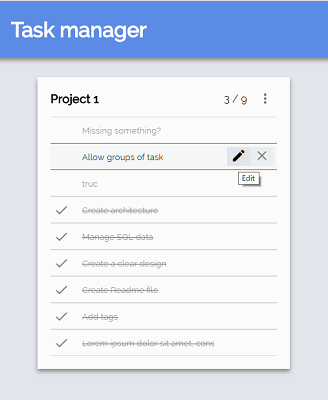 Task manager
Project 1
3 / 9
Missing something?
Allow groups of task
Edit
truc
Create architecture
Manage SQL data
Create a clear design
Create Readme file
Add tags
Lorem ipsum dolor sit amet, cons